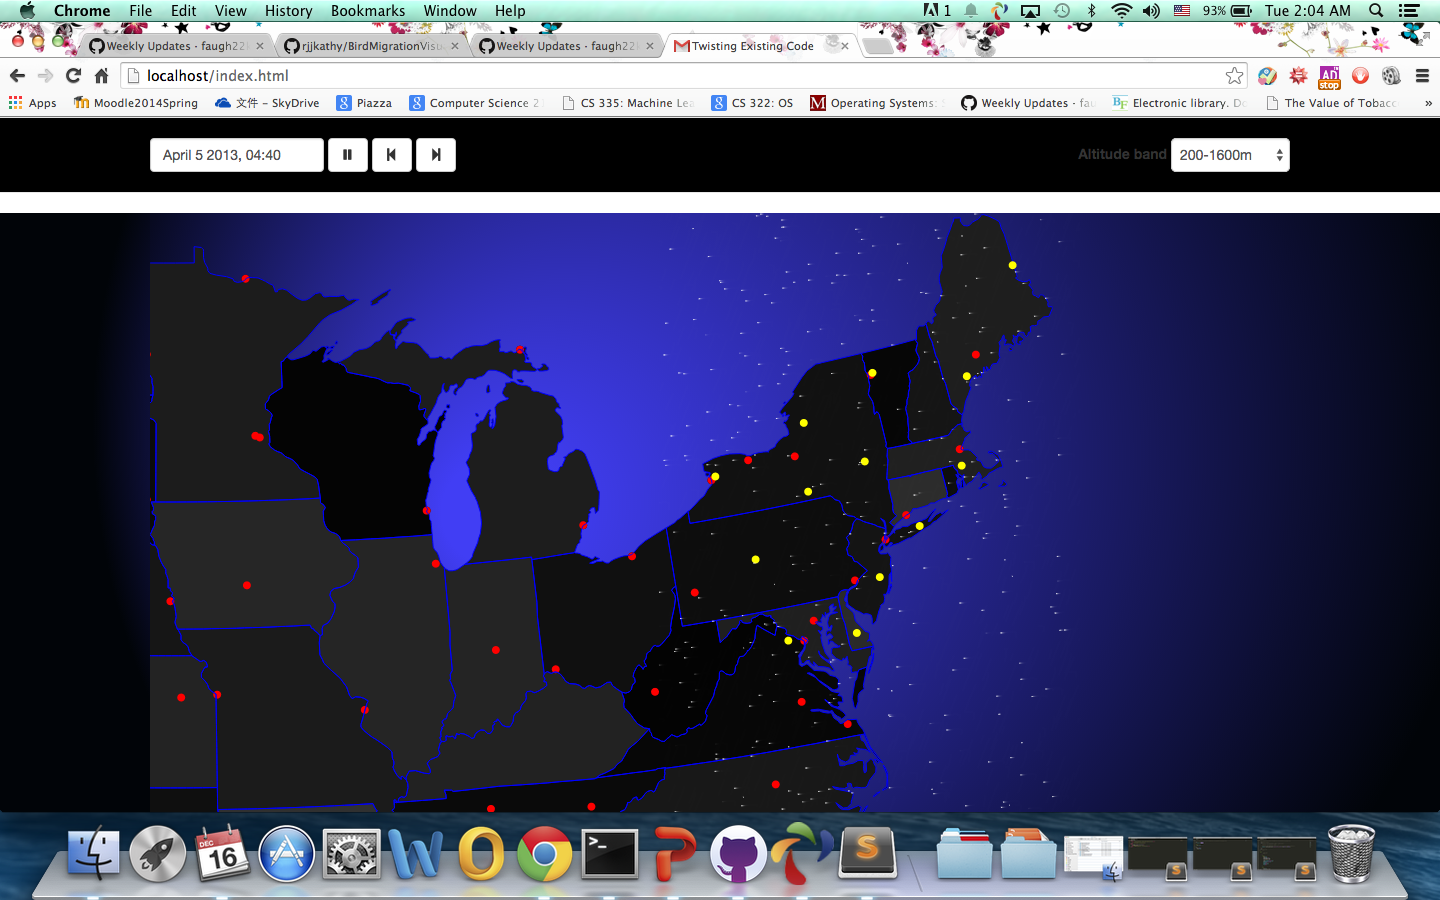 Chrome File Edit View History Bookmarks Window Help 1 93% Tue 2:04 AM
Weekly Updates · faugh22 rjjkathy/BirdMigrationVisu Weekly Updates · faugh22 Twisting Existing Code
localhost/index.html
Apps Moodle2014Spring 文件 – SkyDrive Piazza Computer Science 2 CS 335: Machine Lea CS 322: OS Operating Systems: Weekly Updates · fau Electronic library. Do The Value of Tobacc »
stop
April 5 2013, 04:40 Altitude band 200-1600m
DEC
16